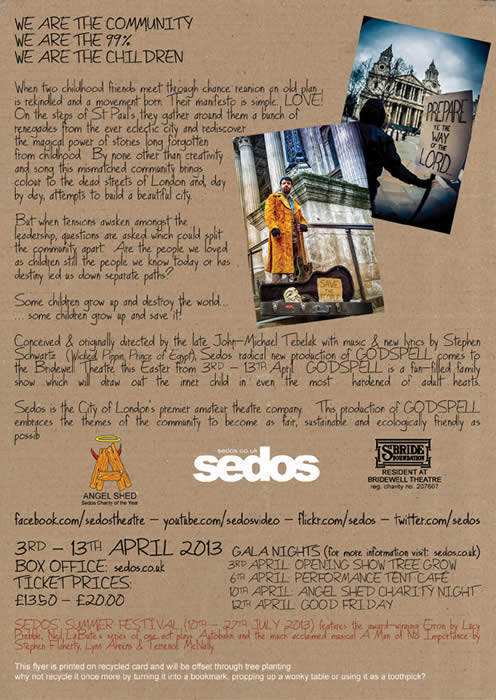 WE ARE THE COMMUNITY
WE ARE THE 99%
WE ARE THE CHILDREN
When two childhood friends meet through chance reunion an old plan
is rekindled and a movement born. Their manifesto is simple. LOVE!
On the steps of St Paul's, they gather around them a bunch of
renegades from the ever eclectic city and rediscover
the magical power of stories long forgotten
from childhood. By none other than creativity
and song this mismatched community brings
colour to the dead streets of London and, day
by day, attempts to build a beautiful city.
But when tensions awaken amongst the
leadership, questions are asked which could split
the community apart. Are the people we loved
as children still the people we know today or has
destiny led us down separate paths?
Some children grow up and destroy the world...
... some children grow up and save it!
PREPARE
YE THE
WAY
OF THE
LORD
SAVE
THE
Conceived & originally directed by the late John-Michael Tebelak with music & new lyrics by Stephen
Schwartz (Wicked, Pippin, Prince of Egypt), Sedos radical new production of GODSPELL comes to
the Bridewell Theatre this Easter from 3RD - 13TH April. GODSPELL is a fun-filled family
show which will draw out the inner child in even the most hardened of adult hearts.
Sedos is the City of London's premier amateur theatre company. This production of GODSPELL
embraces the themes of the community to become as fair, sustainable and ecologically friendly as
possib
ANGEL SHED
Sedos Charity of the Year
sedos.co.uk
sedos
S BRIDE
FOUNDATION
RESIDENT AT
BRIDEWELL THEATRE
reg. charity no. 207607
facebook.com/sedostheatre - youtube.com/sedosvideo - flickr.com/sedos - twitter.com/sedos
3RD - 13TH APRIL 2013
BOX OFFICE: sedos.co.uk
TICKET PRICES:
£13.50 - £20.00
GALA NIGHTS (for more information visit: sedos.co.uk)
3RD APRIL: OPENING SHOW TREE GROW
6TH APRIL: PERFORMANCE TENT CAFÉ
10TH APRIL: ANGEL SHED CHARITY NIGHT
12TH APRIL: GOOD FRIDAY
SEDOS SUMMER FESTIVAL (10TH - 27TH JULY 2013) features the award-winning Enron by Lucy
Prebble, Neil LaBute's cycles of one act plays Autobahn and the much acclaimed musical A Man of No Importance by
Stephen Flaherty, Lynn Ahrens & Terrence McNally.
This flyer is printed on recycled card and will be offset through tree planting
why not recycle it once more by turning it into a bookmark, propping up a wonky table or using it as a toothpick?